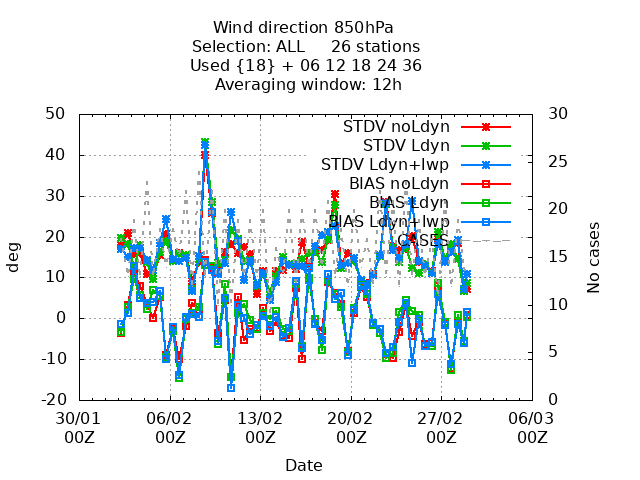 Wind direction 850hPa
Selection: ALL 26 stations
Used {18} + 06 12 18 24 36
Averaging window: 12h
STDV noLdyn
STDV Ldyn
STDV Ldyn+lwp
BIAS noLdyn
BIAS Ldyn
BIAS Ldyn+lwp
CASES
50
40
30
20
10
0
-10
-20
deg
30
25
20
15
10
5
0
No cases
30/01 06/02 13/02 20/02 27/02 06/03
00Z 00Z 00Z 00Z 00Z 00Z
Date